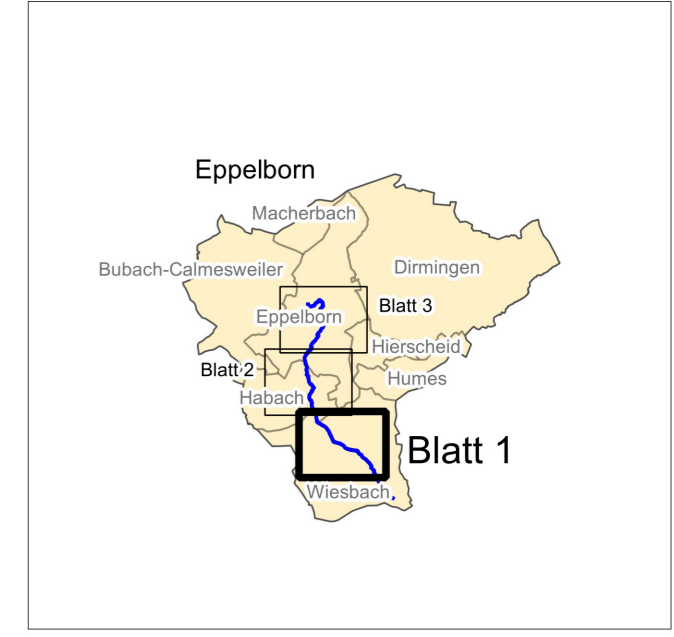 Eppelborn
Macherbach
Bubach-Calmesweiler
Dirmingen
Eppelborn
Blatt 3
Hierscheid
Blatt 2
Humes
Habach
Blatt 1
Wiesbach